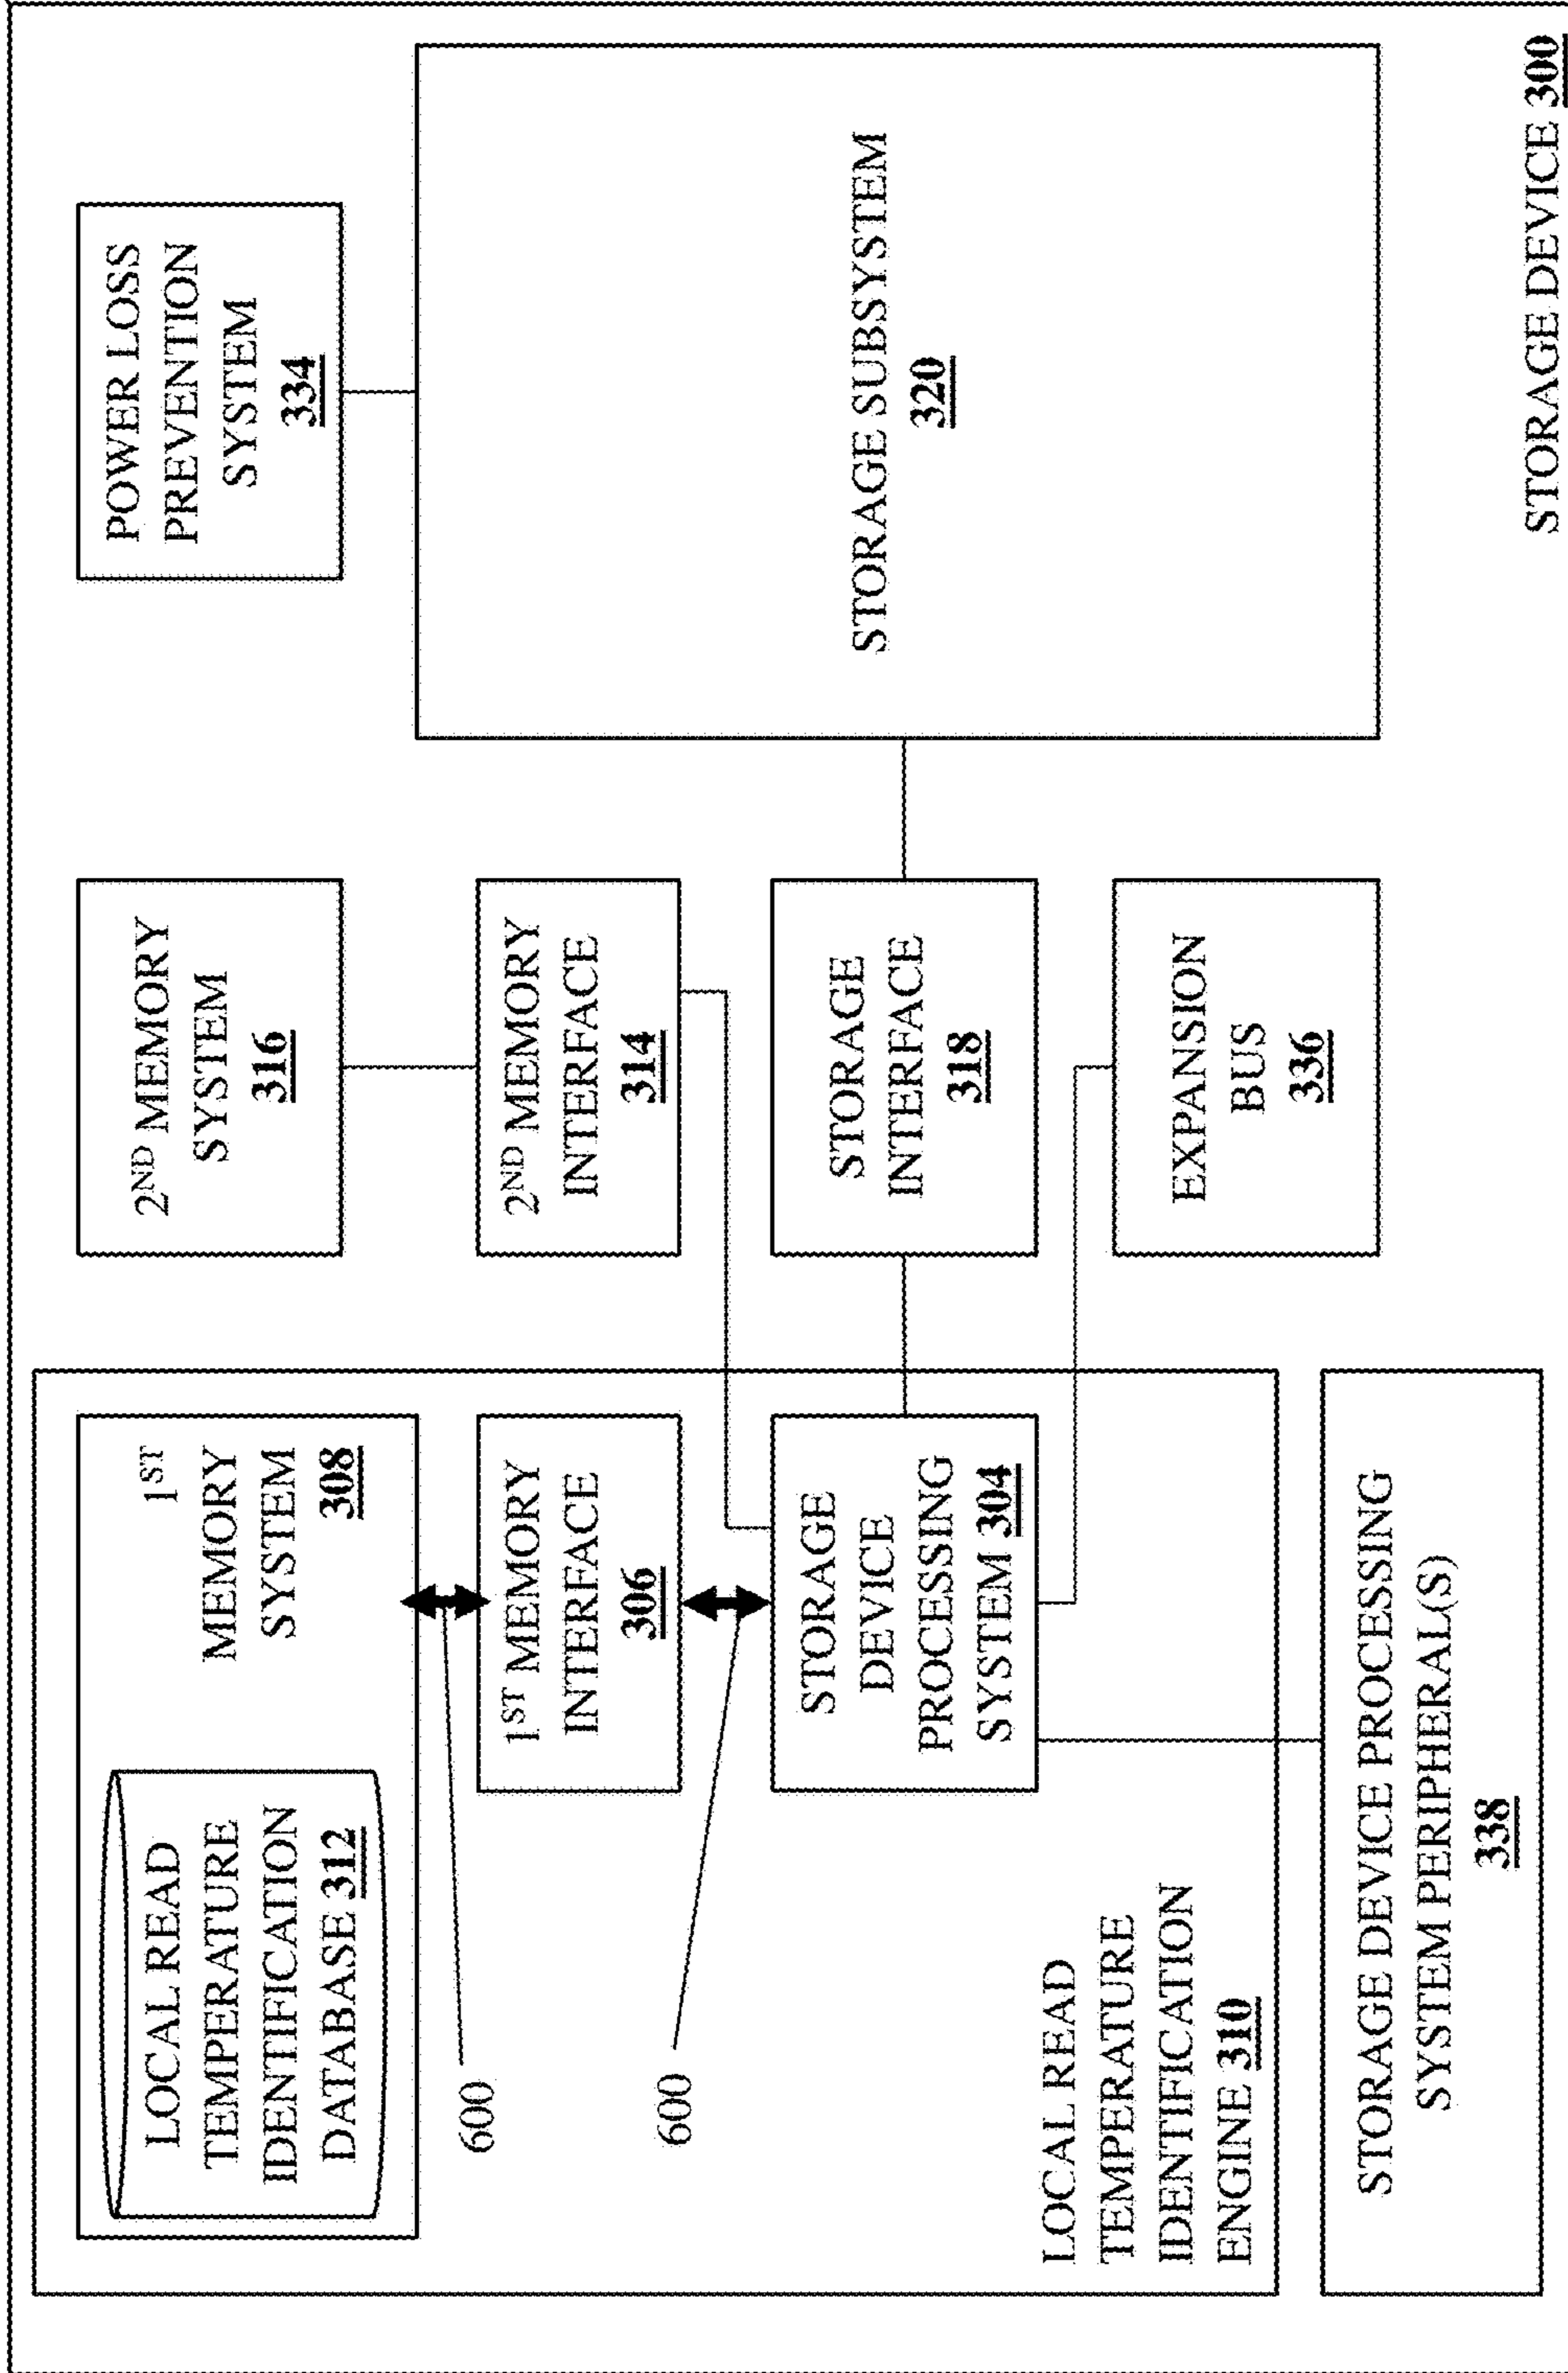 LOCAL READ
TEMPERATURE
IDENTIFICATION
DATABASE 312
1ST
MEMORY
SYSTEM
308
2ND MEMORY
SYSTEM
316
POWER LOSS
PREVENTION
SYSTEM
334
600
1ST MEMORY
INTERFACE
306
2ND MEMORY
INTERFACE
314
600
STORAGE
DEVICE
PROCESSING
SYSTEM 304
STORAGE
INTERFACE
318
STORAGE SUBSYSTEM
320
LOCAL READ
TEMPERATURE
IDENTIFICATION
ENGINE 310
EXPANSION
BUS
336
STORAGE DEVICE PROCESSING
SYSTEM PERIPHERAL(S)
338
STORAGE DEVICE 300